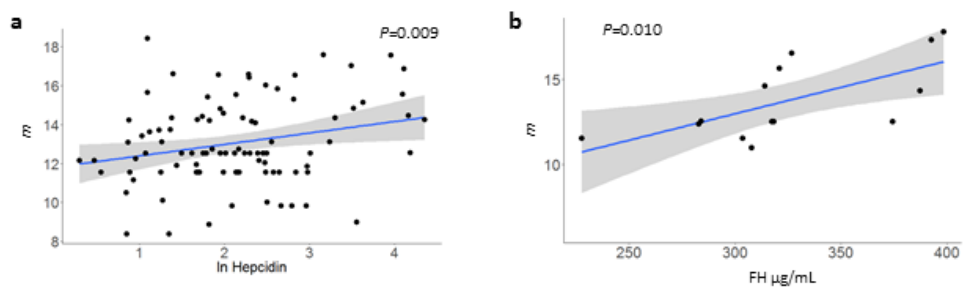 a
P=0.009
18
16
14
12
10
8
m
1 2 3 4
ln Hepcidin
b
P=0.010
15
10
m
250 300 350 400
FH µg/mL